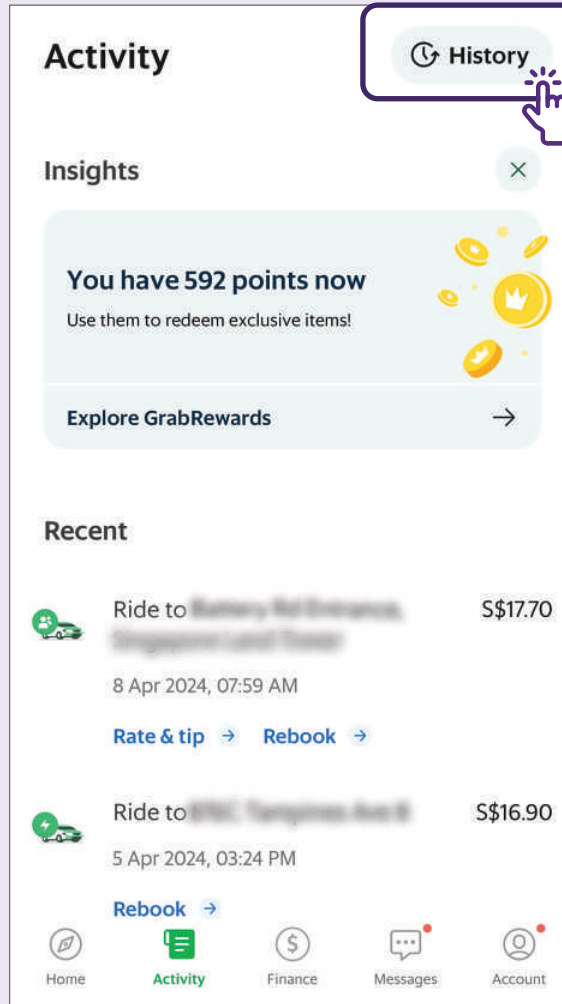 Activity
History
Insights
You have 592 points now
Use them to redeem exclusive items!
Explore GrabRewards
Recent
Ride to
S$17.70
8 Apr 2024, 07:59 AM
Rate & tip
Rebook
Ride to
S$16.90
5 Apr 2024, 03:24 PM
Rebook
Home
Activity
Finance
Messages
Account